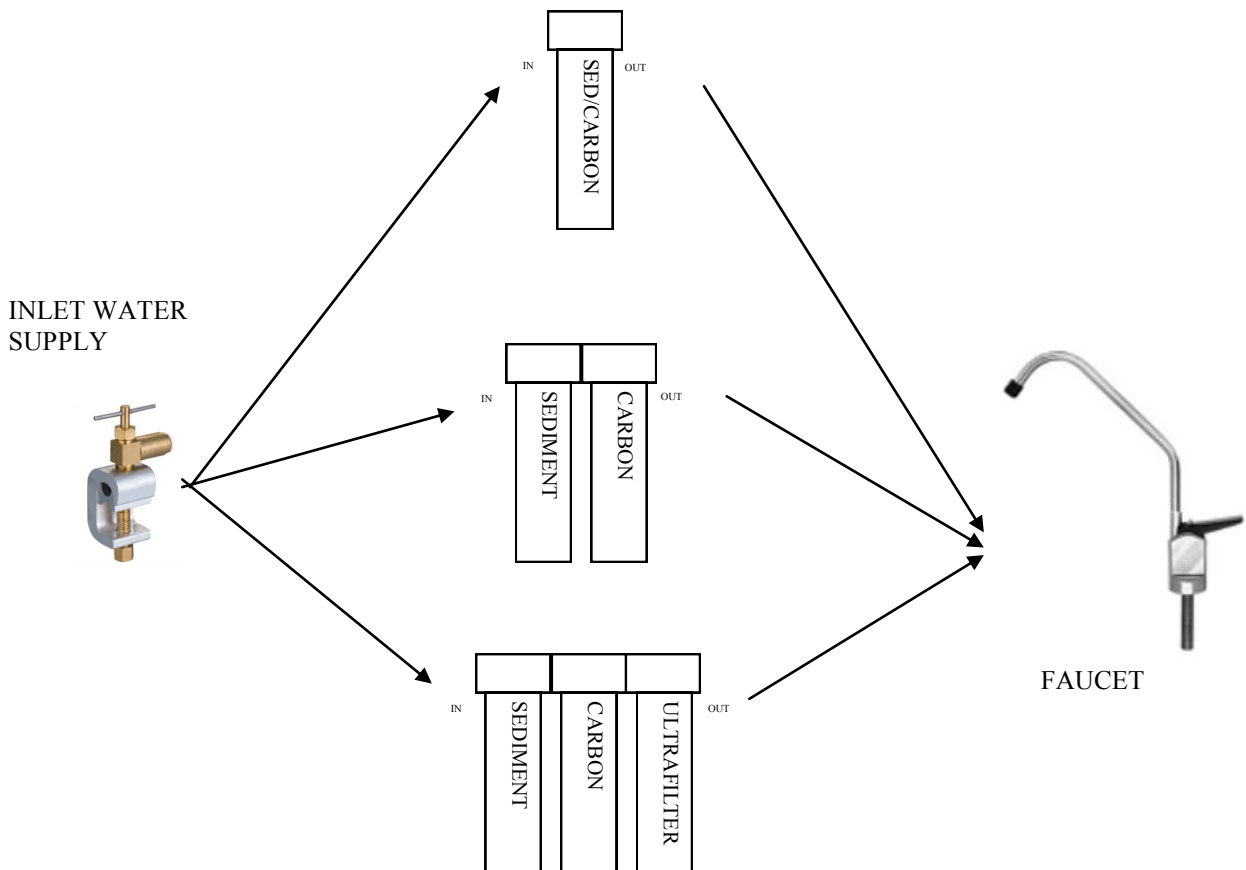 IN
OUT
SED/CARBON
INLET WATER
SUPPLY
IN
OUT
SEDIMENT
CARBON
FAUCET
IN
OUT
SEDIMENT
CARBON
ULTRAFILTER